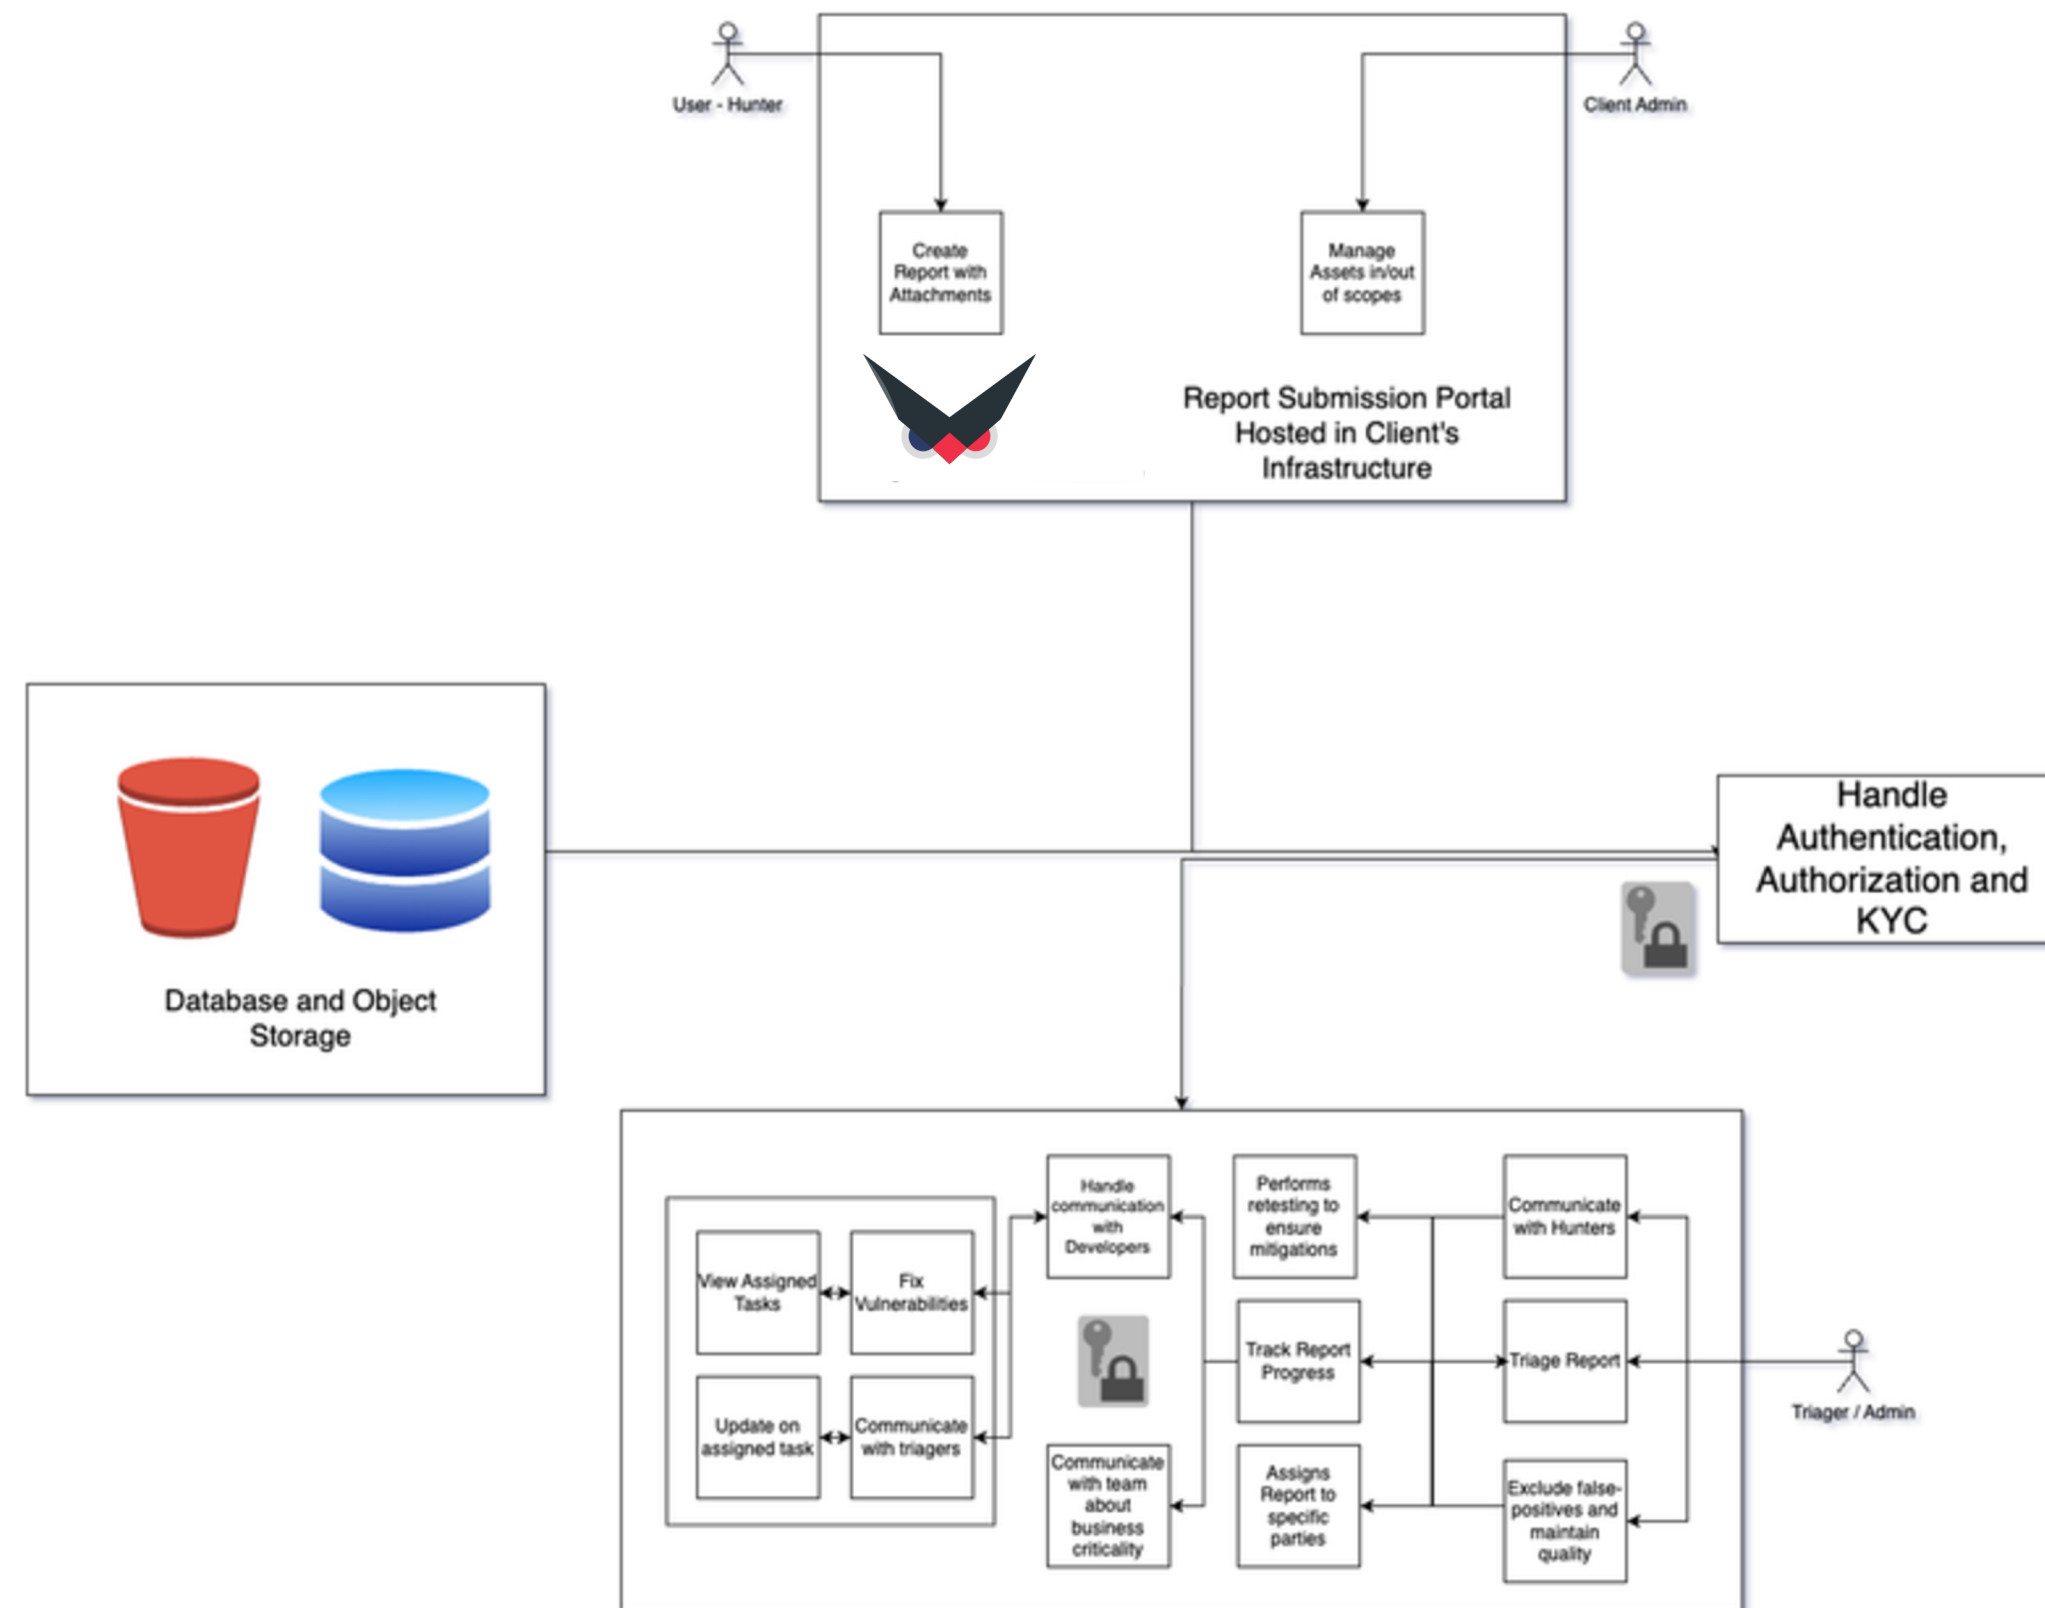 User - Hunter
Client Admin
Create
Report with
Attachments
Manage
Assets in/out
of scopes
Report Submission Portal
Hosted in Client's
Infrastructure
Database and Object
Storage
Handle
Authentication,
Authorization and
KYC
View Assigned
Tasks
Fix
Vulnerabilities
Update on
assigned task
Communicate
with triagers
Handle
communication
with
Developers
Communicate
with team
about
business
criticality
Performs
retesting to
ensure
mitigations
Track Report
Progress
Assigns
Report to
specific
parties
Communicate
with Hunters
Triage Report
Exclude false-
positives and
maintain
quality
Triager / Admin